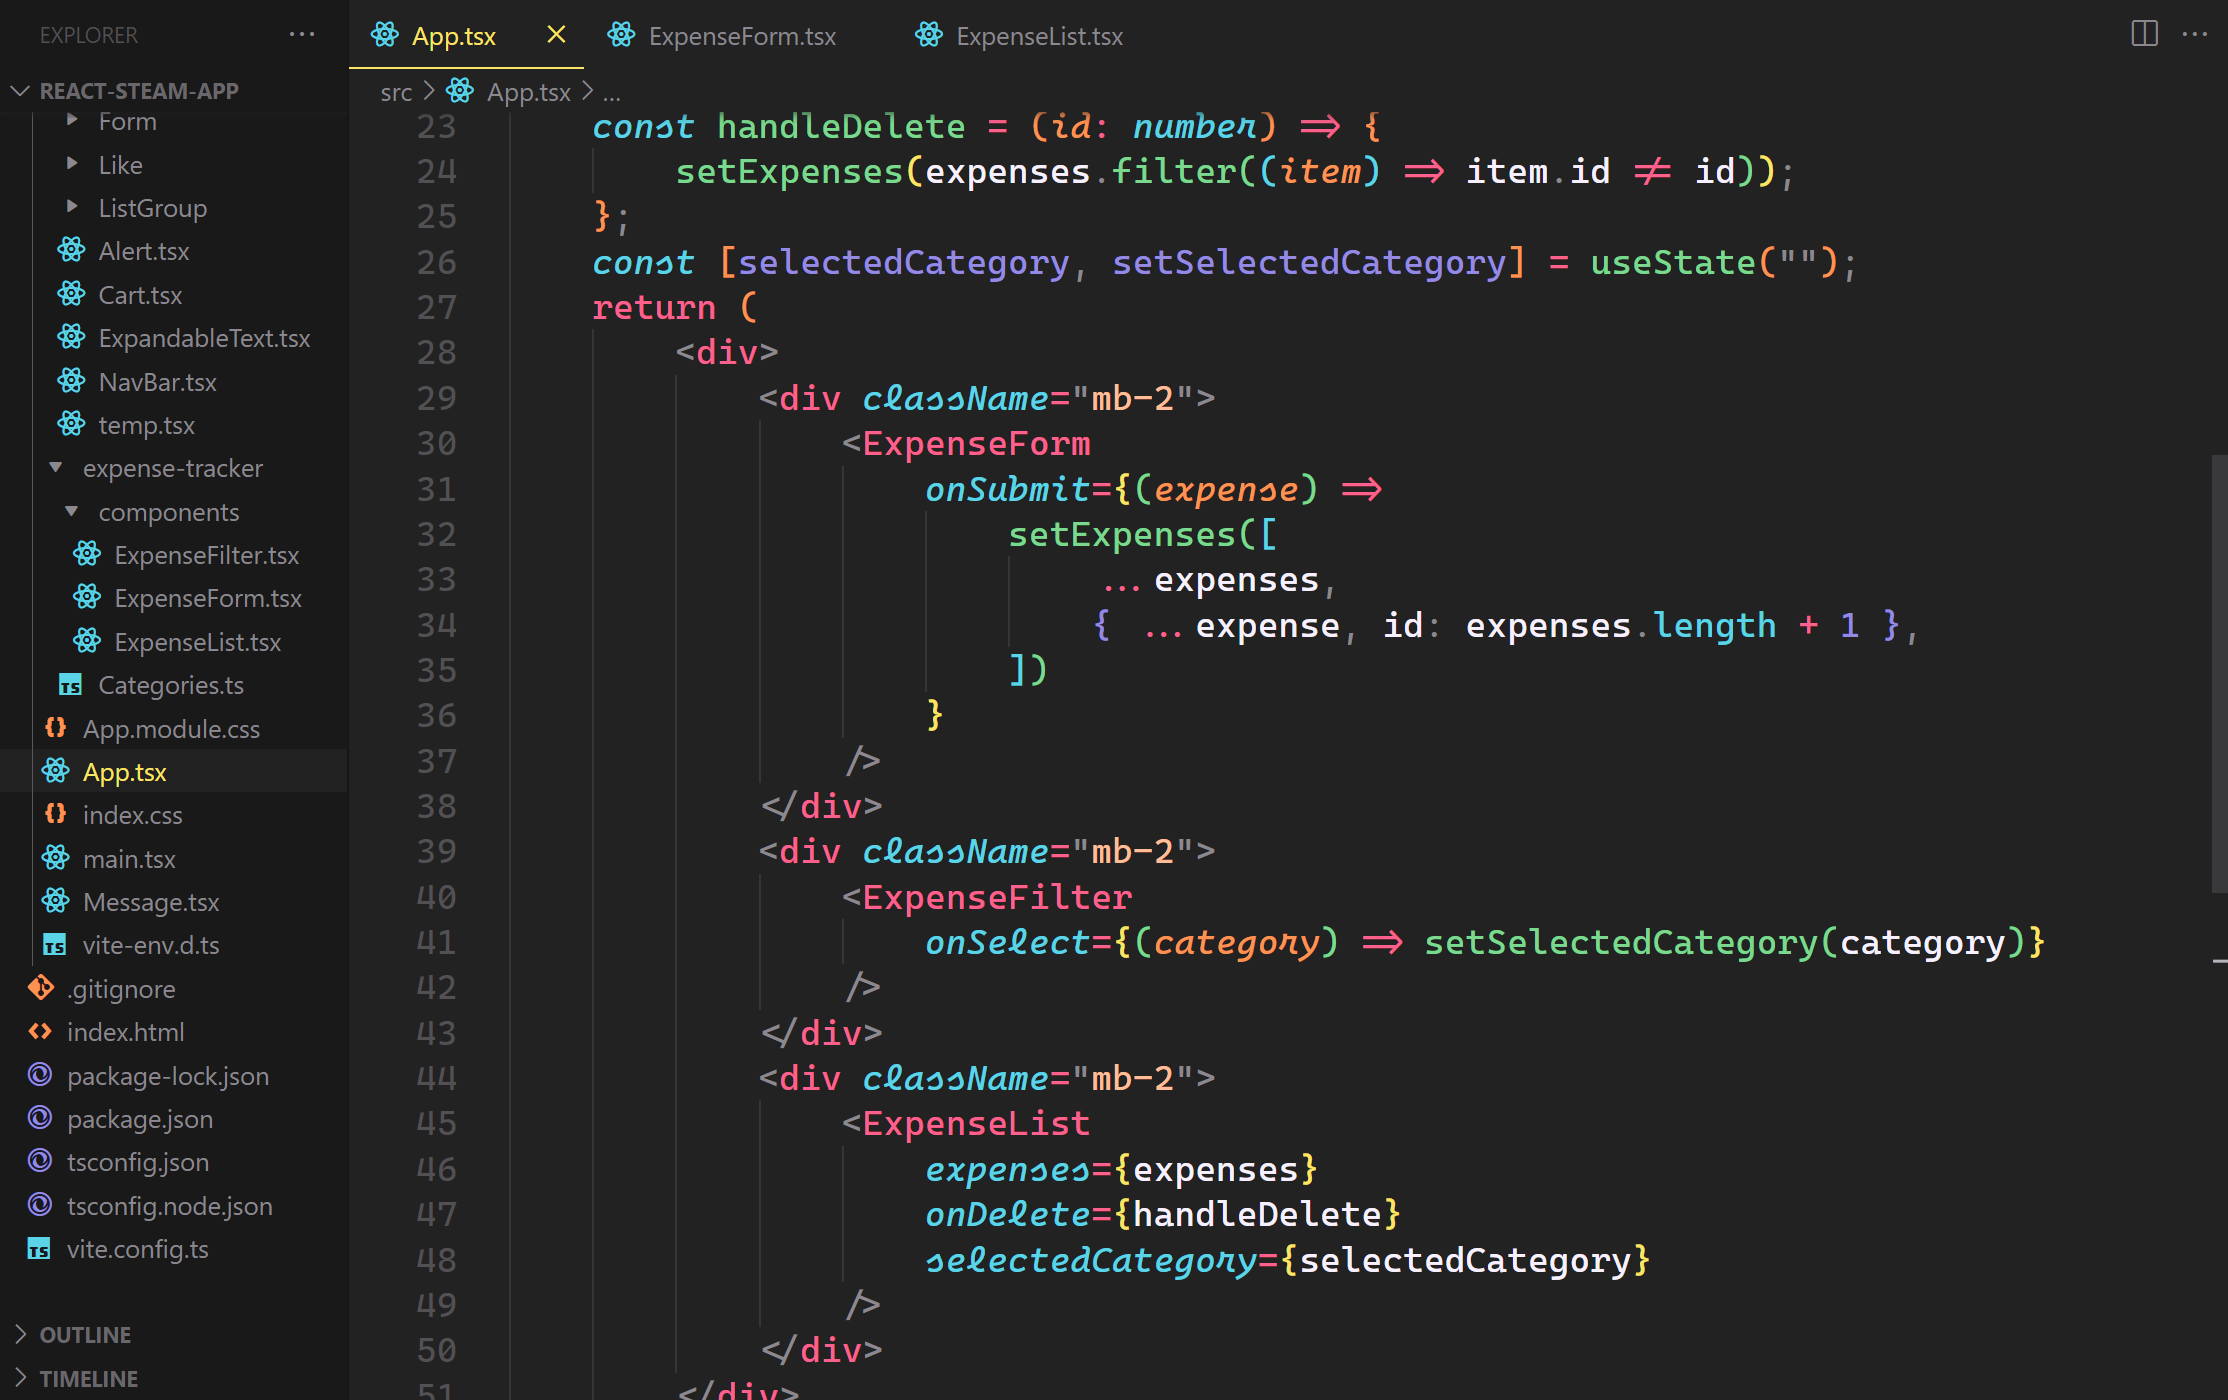 EXPLORER
REACT-STEAM-APP
Form
Like
ListGroup
Alert.tsx
Cart.tsx
ExpandableText.tsx
NavBar.tsx
temp.tsx
expense-tracker
components
ExpenseFilter.tsx
ExpenseForm.tsx
ExpenseList.tsx
TS Categories.ts
App.module.css
App.tsx
index.css
main.tsx
Message.tsx
TS vite-env.d.ts
.gitignore
index.html
package-lock.json
package.json
tsconfig.json
tsconfig.node.json
TS vite.config.ts
OUTLINE
TIMELINE
App.tsx ExpenseForm.tsx ExpenseList.tsx
src > App.tsx > ...
23 const handleDelete = (id: number) => {
24 setExpenses(expenses.filter((item) => item.id != id));
25 };
26 const [selectedCategory, setSelectedCategory] = useState("");
27 return (
28 <div>
29 <div className="mb-2">
30 <ExpenseForm
31 onSubmit={(expense) =>
32 setExpenses([
33 ...expenses,
34 { ...expense, id: expenses.length + 1 },
35 ])
36 }
37 />
38 </div>
39 <div className="mb-2">
40 <ExpenseFilter
41 onSelect={(category) => setSelectedCategory(category)}
42 />
43 </div>
44 <div className="mb-2">
45 <ExpenseList
46 expenses={expenses}
47 onDelete={handleDelete}
48 selectedCategory={selectedCategory}
49 />
50 </div>
51 </div>